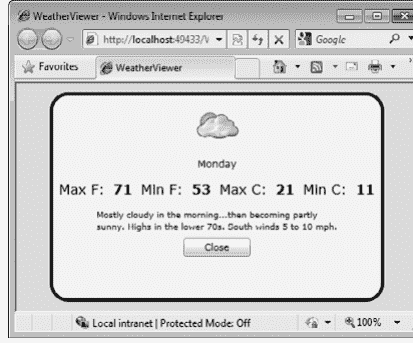 WeatherViewer - Windows Internet Explorer
http://localhost:49433/V
Google
Favorites
WeatherViewer
Monday
Max F: 71 Min F: 53 Max C: 21 Min C: 11
Mostly cloudy in the morning...then becoming partly
sunny. Highs in the lower 70s. South winds 5 to 10 mph.
Close
Local intranet | Protected Mode: Off
100%